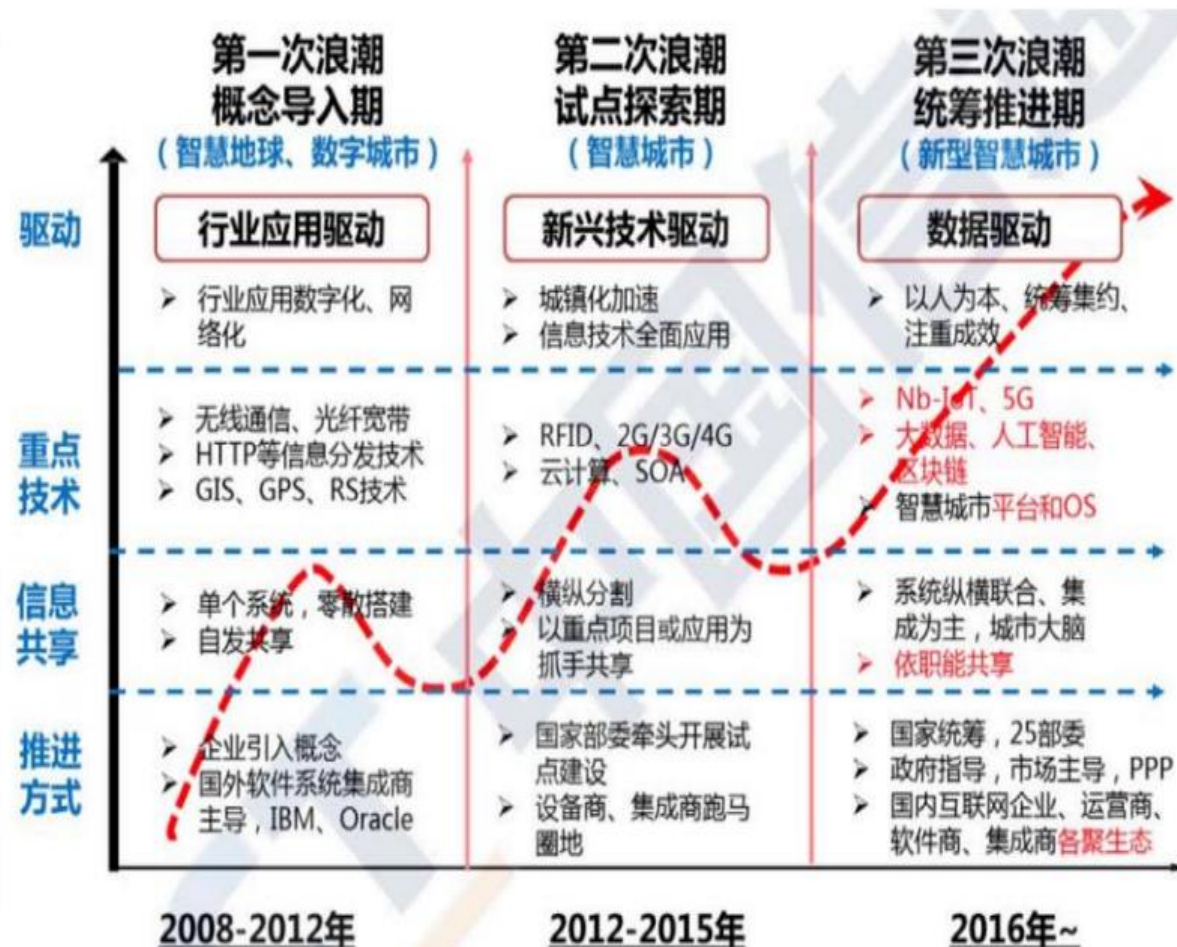 第一次浪潮
概念导入期
（智慧地球、数字城市）
第二次浪潮
试点探索期
（智慧城市）
第三次浪潮
统筹推进期
（新型智慧城市）
驱动
行业应用驱动
新兴技术驱动
数据驱动
➢ 行业应用数字化、网
络化
➢ 城镇化加速
➢ 信息技术全面应用
➢ 以人为本、统筹集约、
注重成效
重点
技术
➢ 无线通信、光纤宽带
➢ HTTP等信息分发技术
➢ GIS、GPS、RS技术
➢ RFID、2G/3G/4G
➢ 云计算、SOA
➢ Nb-IoT、5G
➢ 大数据、人工智能、
区块链
➢ 智慧城市平台和OS
信息
共享
➢ 单个系统，零散搭建
➢ 自发共享
➢ 横纵分割
➢ 以重点项目或应用为
抓手共享
➢ 系统纵横联合、集
成为主，城市大脑
➢ 依职能共享
推进
方式
➢ 企业引入概念
➢ 国外软件系统集成商
主导，IBM、Oracle
➢ 国家部委牵头开展试
点建设
➢ 设备商、集成商跑马
圈地
➢ 国家统筹，25部委
➢ 政府指导，市场主导，PPP
➢ 国内互联网企业、运营商、
软件商、集成商各聚生态
2008-2012年
2012-2015年
2016年~